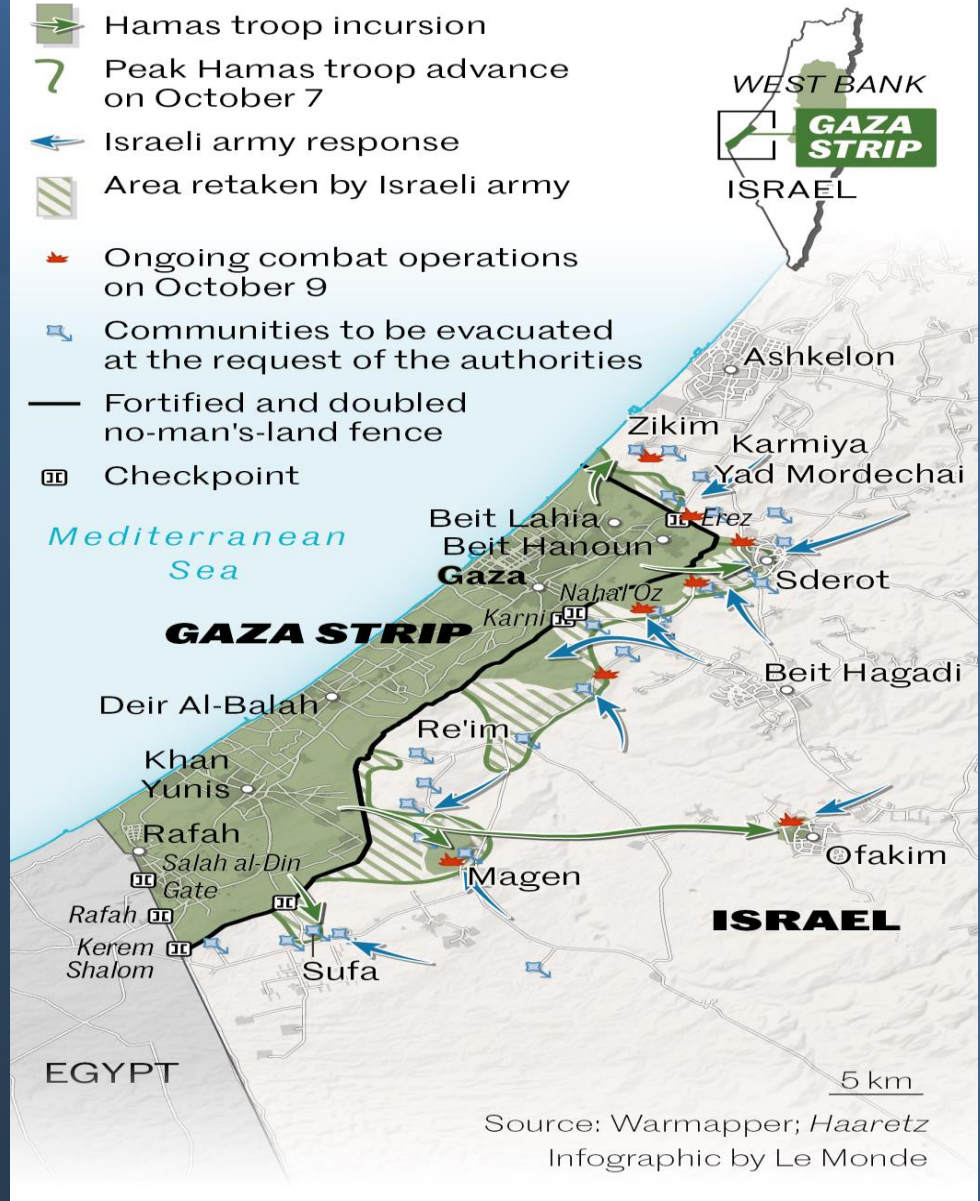 Hamas troop incursion
Peak Hamas troop advance
on October 7
Israeli army response
Area retaken by Israeli army
Ongoing combat operations
on October 9
Communities to be evacuated
at the request of the authorities
Fortified and doubled
no-man's-land fence
Checkpoint
WEST BANK
GAZA
STRIP
ISRAEL
Ashkelon
Zikim
Karmiya
Yad Mordechai
Beit Lahia
Erez
Beit Hanoun
Mediterranean
Sea
Gaza
Sderot
Nahal Oz
Karni
GAZA STRIP
Beit Hagadi
Deir Al-Balah
Re'im
Khan
Yunis
Rafah
Ofakim
Salah al-Din
Gate
Magen
Rafah
ISRAEL
Kerem
Shalom
Sufa
EGYPT
5 km
Source: Warmapper; Haaretz
Infographic by Le Monde